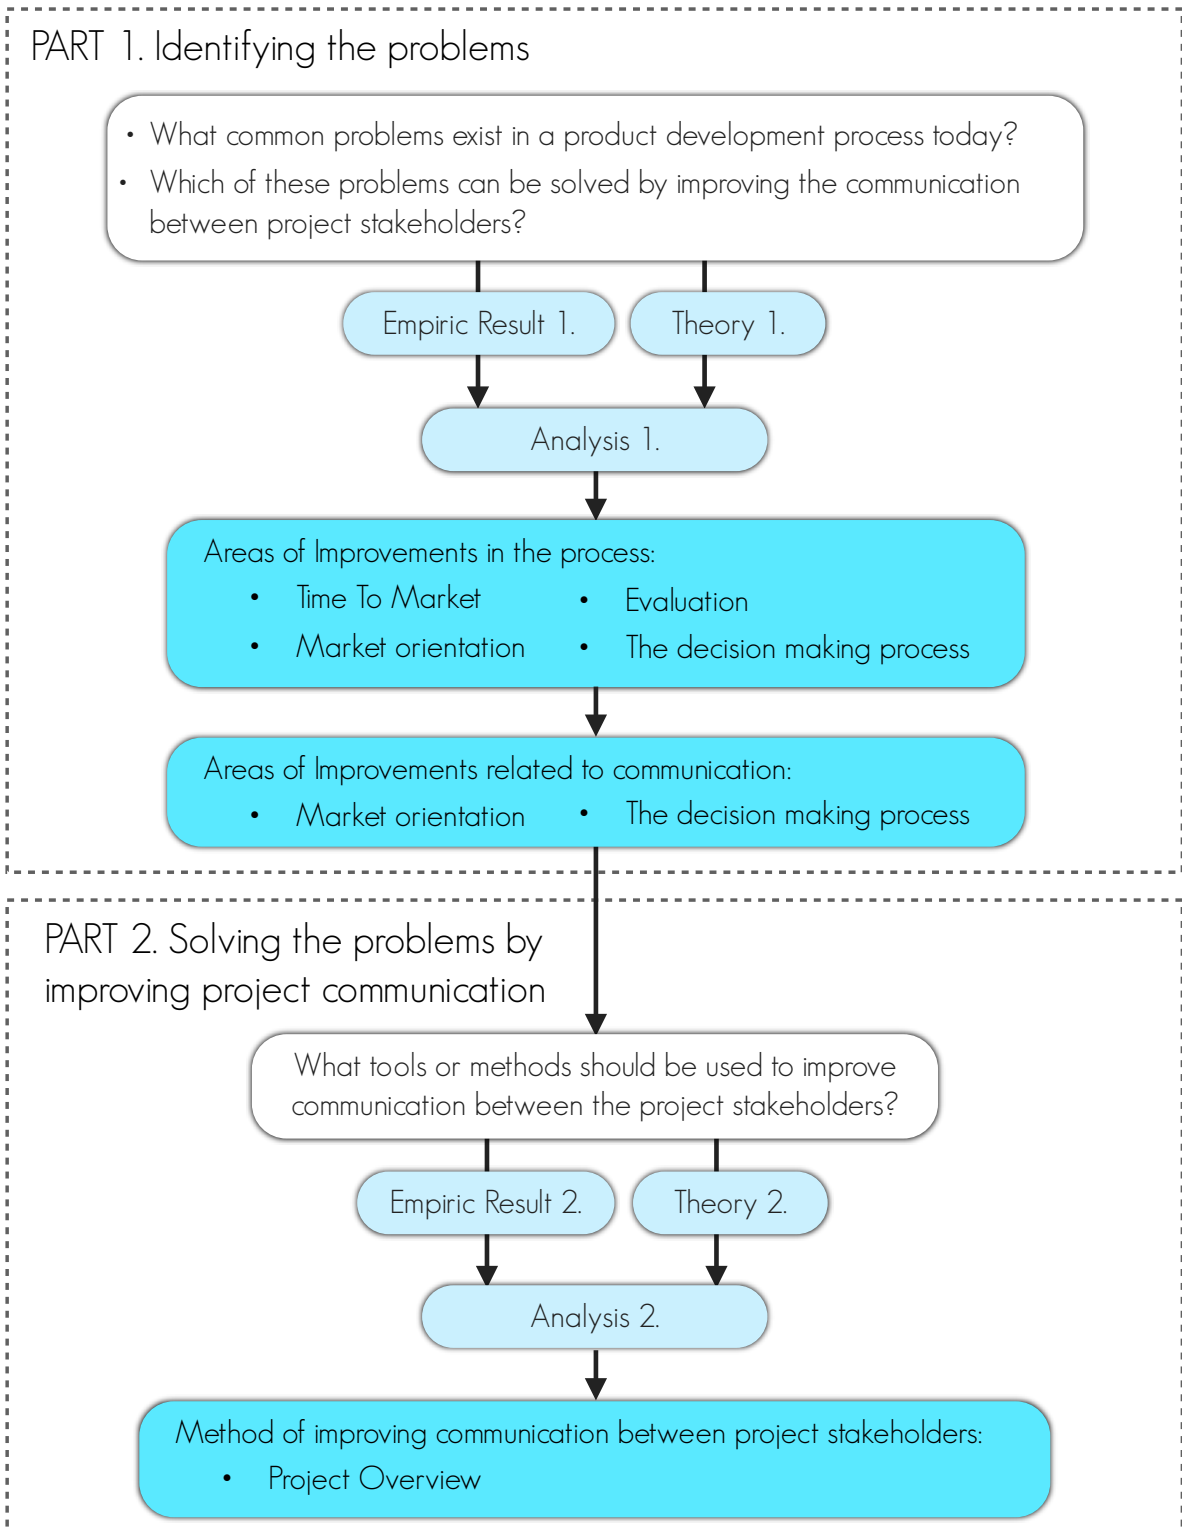 PART 1. Identifying the problems
• What common problems exist in a product development process today?
• Which of these problems can be solved by improving the communication
between project stakeholders?
Empiric Result 1.
Theory 1.
Analysis 1.
Areas of Improvements in the process:
• Time To Market
• Evaluation
• Market orientation
• The decision making process
Areas of Improvements related to communication:
• Market orientation
• The decision making process
PART 2. Solving the problems by
improving project communication
What tools or methods should be used to improve
communication between the project stakeholders?
Empiric Result 2.
Theory 2.
Analysis 2.
Method of improving communication between project stakeholders:
• Project Overview